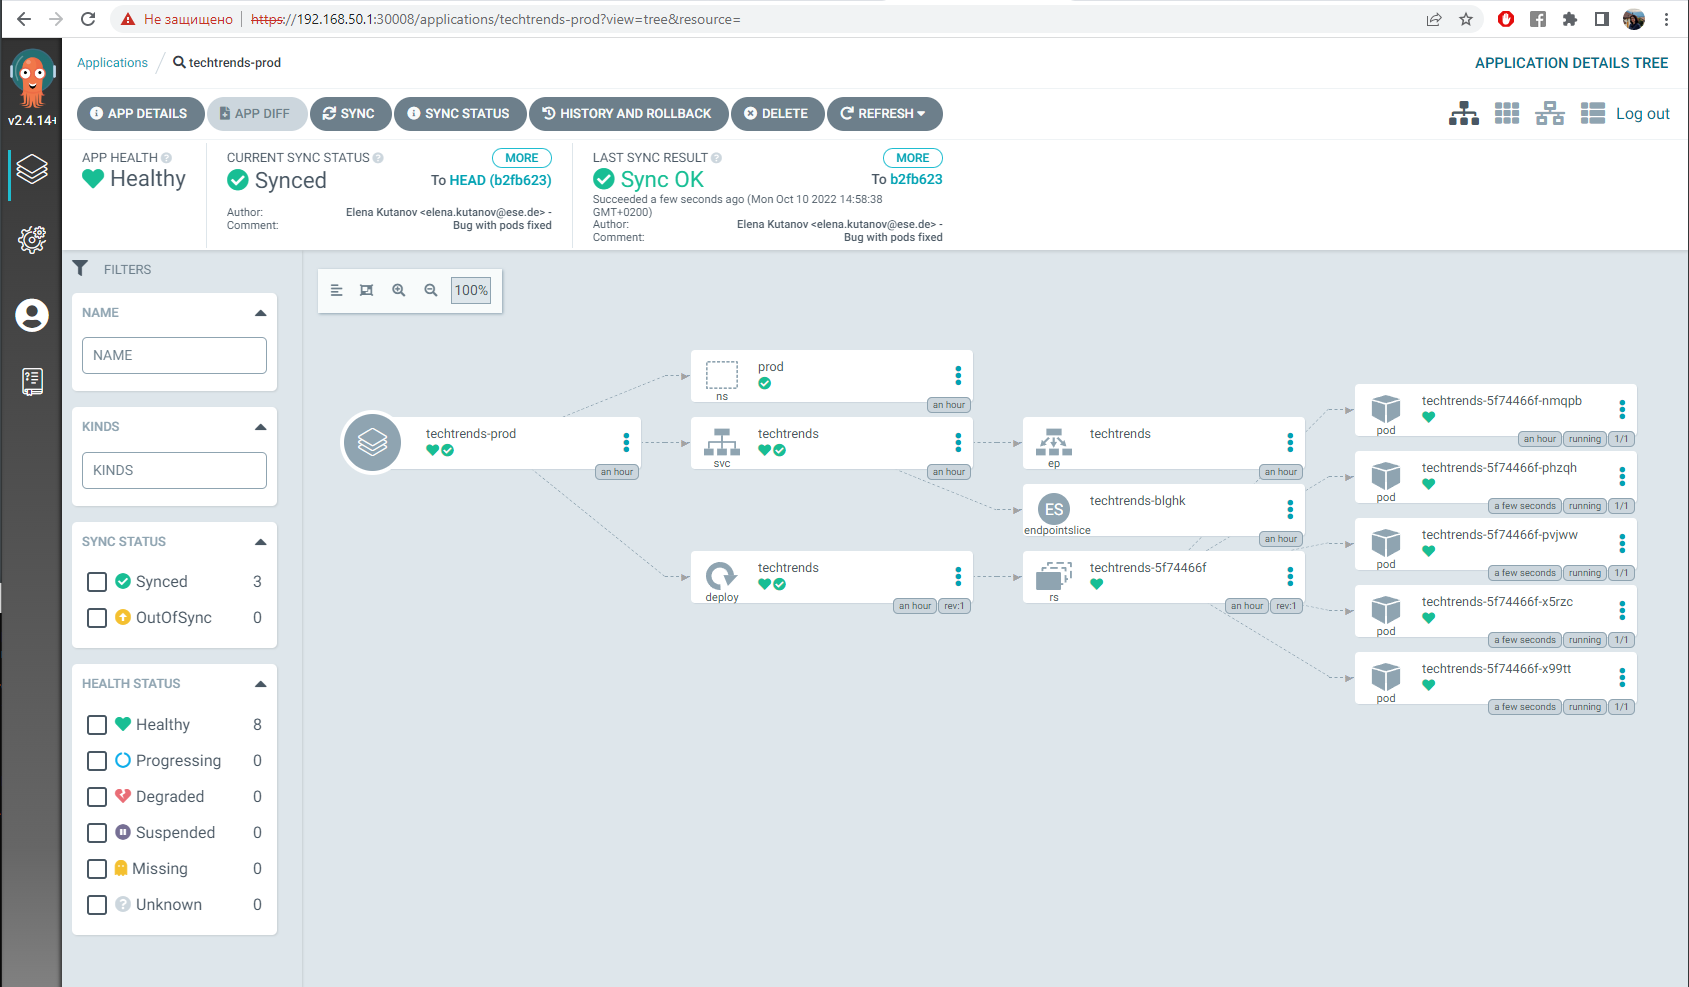 Не защищено https://192.168.50.1:30008/applications/techtrends-prod?view=tree&resource=
v2.4.14+
Applications / techtrends-prod
APPLICATION DETAILS TREE
APP DETAILS
APP DIFF
SYNC
SYNC STATUS
HISTORY AND ROLLBACK
DELETE
REFRESH
Log out
APP HEALTH
Healthy
CURRENT SYNC STATUS
MORE
Synced
To HEAD (b2fb623)
Author: Elena Kutanov <elena.kutanov@ese.de> -
Comment: Bug with pods fixed
LAST SYNC RESULT
MORE
Sync OK
To b2fb623
Succeeded a few seconds ago (Mon Oct 10 2022 14:58:38
GMT+0200)
Author: Elena Kutanov <elena.kutanov@ese.de> -
Comment: Bug with pods fixed
FILTERS
NAME
NAME
KINDS
KINDS
SYNC STATUS
Synced 3
OutOfSync 0
HEALTH STATUS
Healthy 8
Progressing 0
Degraded 0
Suspended 0
Missing 0
Unknown 0
100%
techtrends-prod
an hour
prod
ns
an hour
techtrends
svc
an hour
techtrends
deploy
an hour rev:1
techtrends
ep
an hour
ES
techtrends-blghk
endpointslice
an hour
techtrends-5f74466f
rs
an hour rev:1
techtrends-5f74466f-nmqpb
pod
an hour running 1/1
techtrends-5f74466f-phzqh
pod
a few seconds running 1/1
techtrends-5f74466f-pvjww
pod
a few seconds running 1/1
techtrends-5f74466f-x5rzc
pod
a few seconds running 1/1
techtrends-5f74466f-x99tt
pod
a few seconds running 1/1